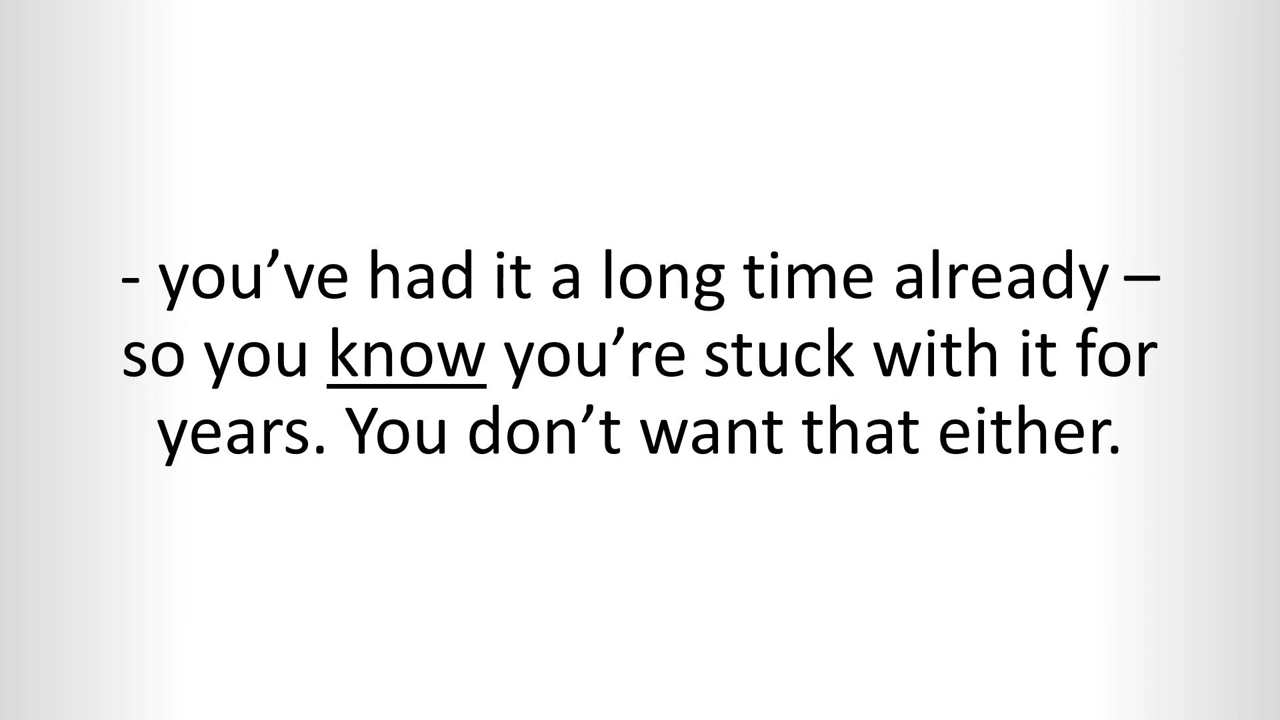 - you’ve had it a long time already –
so you know you’re stuck with it for
years. You don’t want that either.